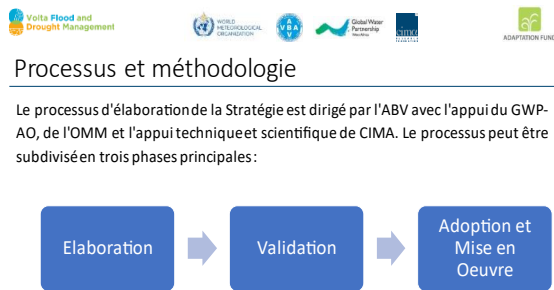 Volta Flood and
Drought Management
WORLD
METEOROLOGICAL
ORGANIZATION
VBA
Global Water
Partnership
cimo
ADAPTATION FUND
Processus et méthodologie
Le processus d'élaboration de la Stratégie est dirigé par l'ABV avec l'appui du GWP-
AO, de l'OMM et l'appui technique et scientifique de CIMA. Le processus peut être
subdivisé en trois phases principales :
Elaboration
Validation
Adoption et
Mise en
Oeuvre